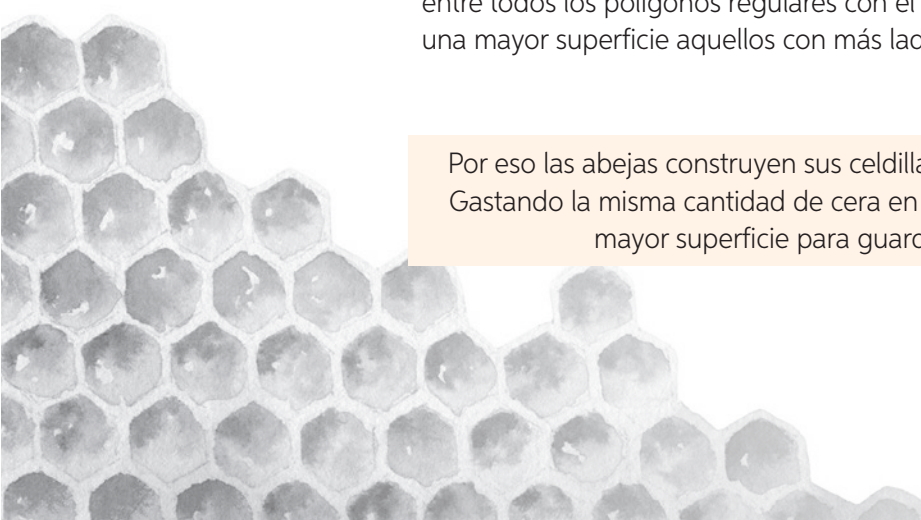 entre todos los polígonos regulares con el
una mayor superficie aquellos con más
Por eso las abejas construyen sus
Gastando la misma cantidad de cera en
mayor superficie para